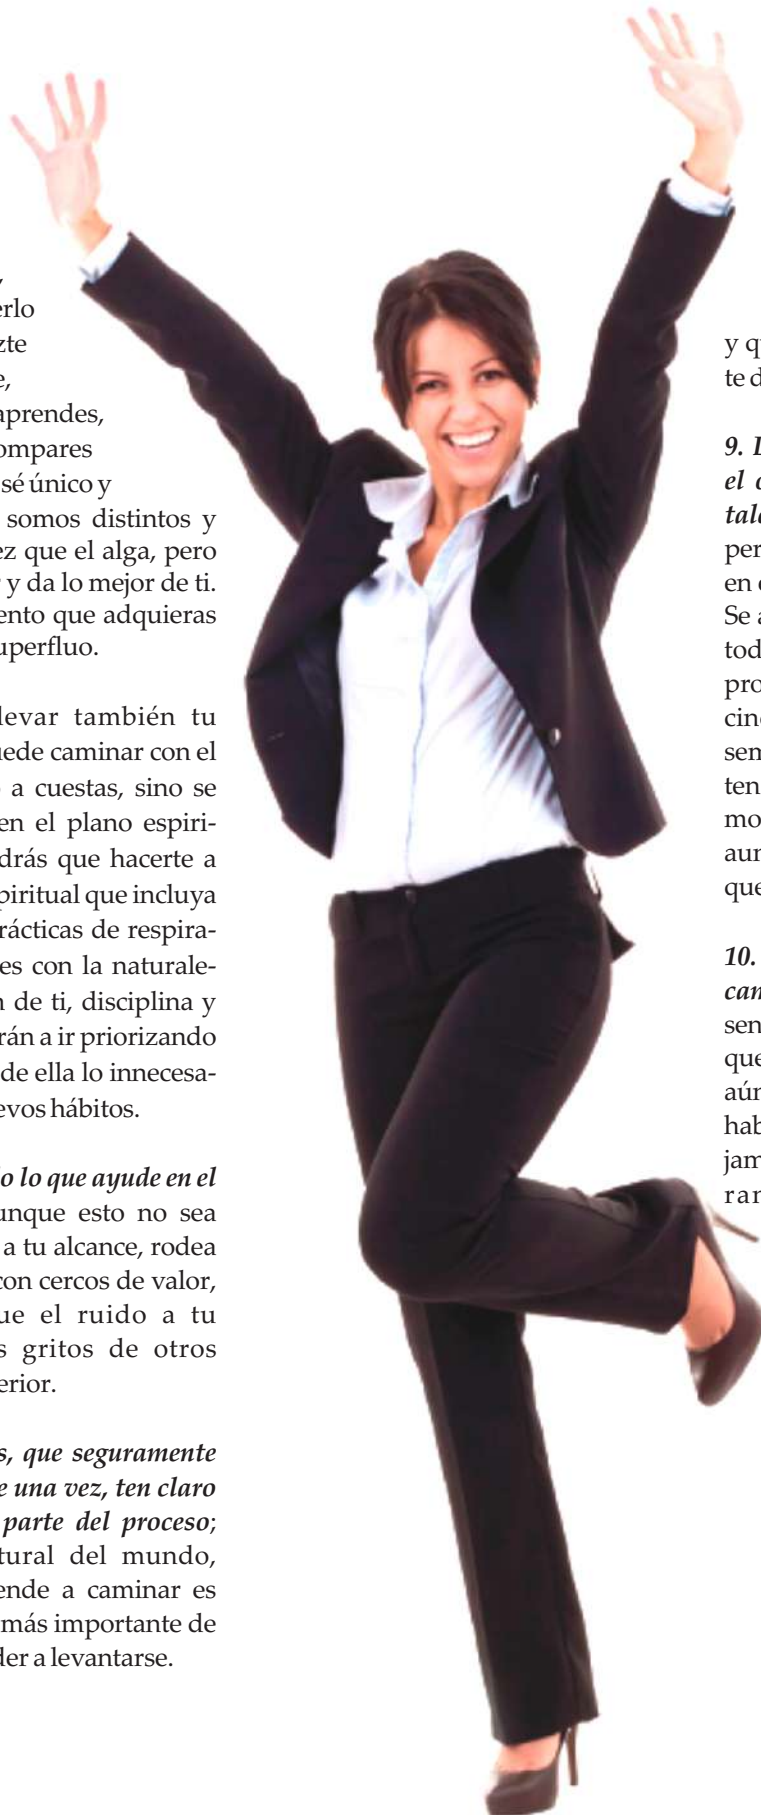 ,
erlo
zte
e,
aprendes,
ompares
sé único y
somos distintos y
ez que el alga, pero
r y da lo mejor de ti.
ento que adquieras
uperfluo.
levar también tu
uede caminar con el
o a cuestas, sino se
en el plano espiri-
drás que hacerte a
piritual que incluya
rácticas de respira-
es con la naturale-
n de ti, disciplina y
rán a ir priorizando
de ella lo innecesa-
evos hábitos.
o lo que ayude en el
unque esto no sea
a tu alcance, rodea
con cercos de valor,
ue el ruido a tu
s gritos de otros
erior.
s, que seguramente
e una vez, ten claro
parte del proceso;
tural del mundo,
ende a caminar es
más importante de
der a levantarse.
y qu
te d
9. D
el c
tale
per
en e
Se a
tod
pro
cinc
sem
ten
mo
aun
que
10.
can
sen
que
aún
hab
jam
ran